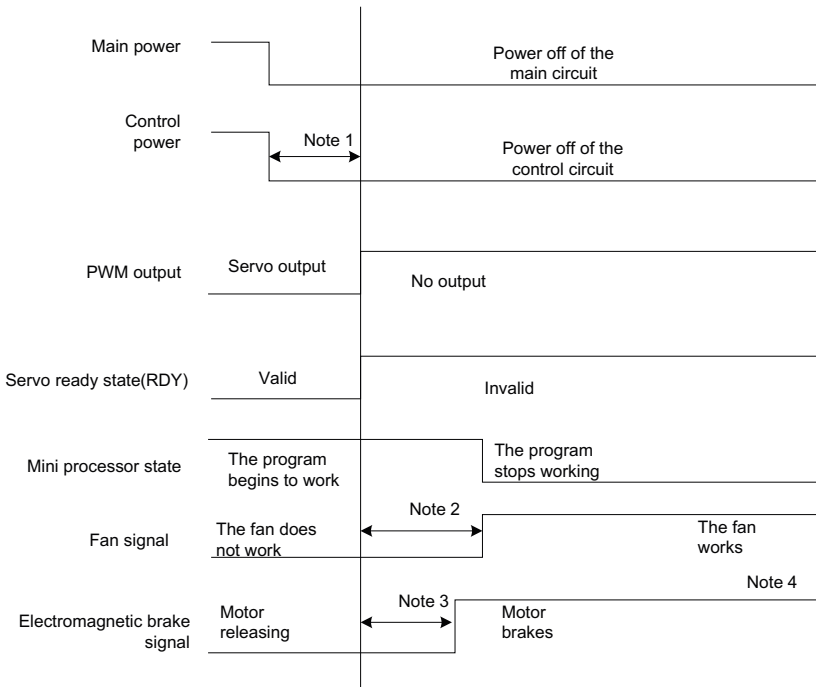 Main power
Power off of the
main circuit
Control
power
Note 1
Power off of the
control circuit
PWM output
Servo output
No output
Servo ready state(RDY)
Valid
Invalid
Mini processor state
The program
begins to work
The program
stops working
Fan signal
The fan does
not work
Note 2
The fan
works
Note 4
Electromagnetic brake
signal
Motor
releasing
Note 3
Motor
brakes